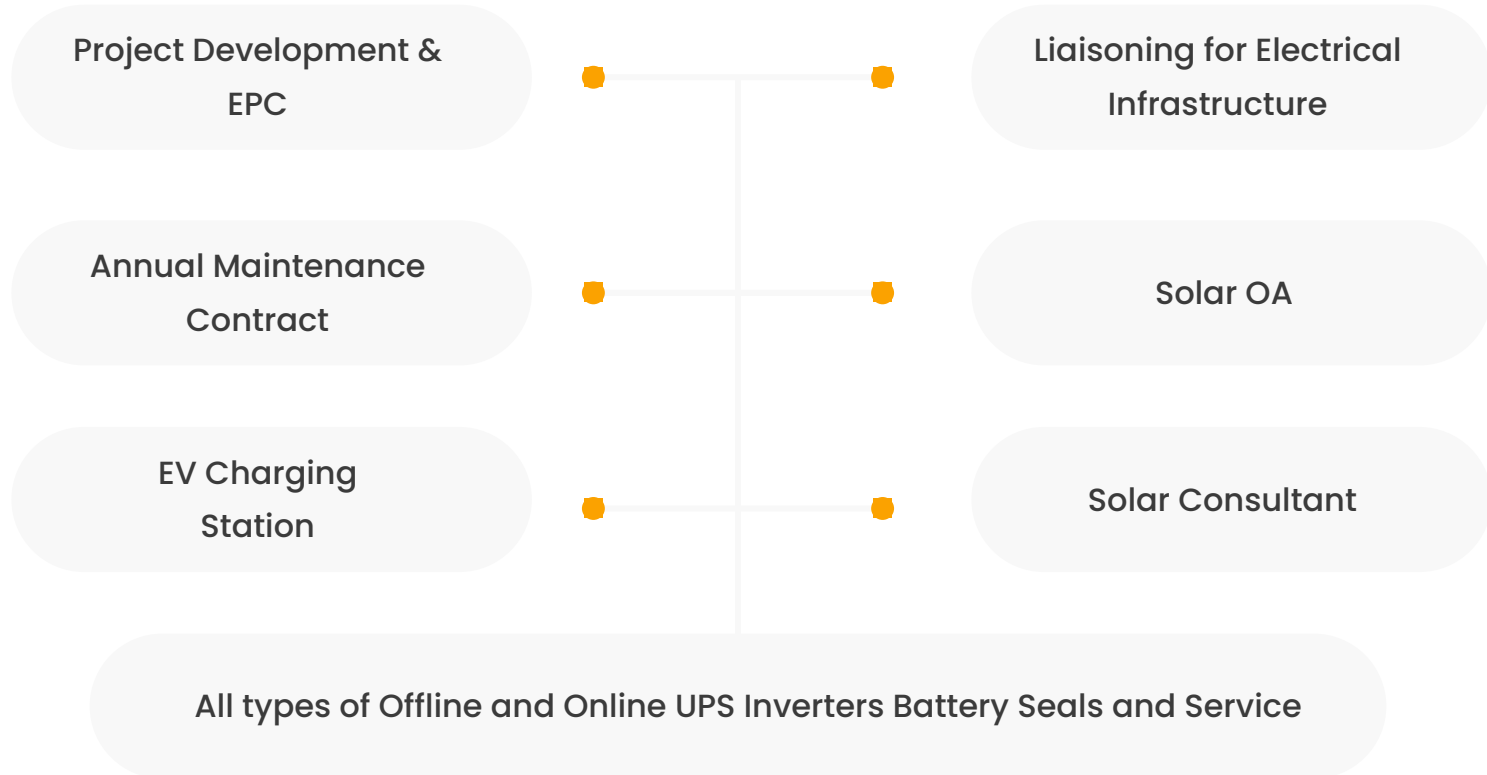 Project Development &
EPC
Liaisoning for Electrical
Infrastructure
Annual Maintenance
Contract
Solar OA
EV Charging
Station
Solar Consultant
All types of Offline and Online UPS Inverters Battery Seals and Service